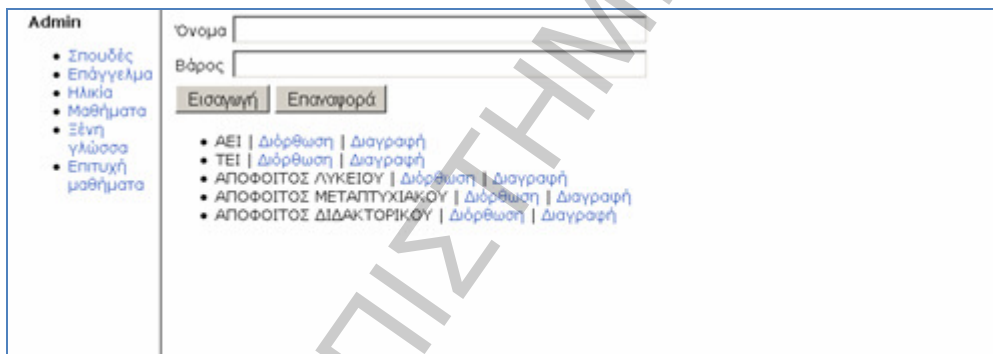 Admin
• Σπουδές
• Επάγγελμα
• Ηλικία
• Μαθήματα
• Ξένη
γλώσσα
• Επιτυχή
μαθήματα
Όνομα
Βάρος
Εισαγωγή Επαναφορά
• ΑΕΙ | Διόρθωση | Διαγραφή
• ΤΕΙ | Διόρθωση | Διαγραφή
• ΑΠΟΦΟΙΤΟΣ ΛΥΚΕΙΟΥ | Διόρθωση | Διαγραφή
• ΑΠΟΦΟΙΤΟΣ ΜΕΤΑΠΤΥΧΙΑΚΟΥ | Διόρθωση | Διαγραφή
• ΑΠΟΦΟΙΤΟΣ ΔΙΔΑΚΤΟΡΙΚΟΥ | Διόρθωση | Διαγραφή